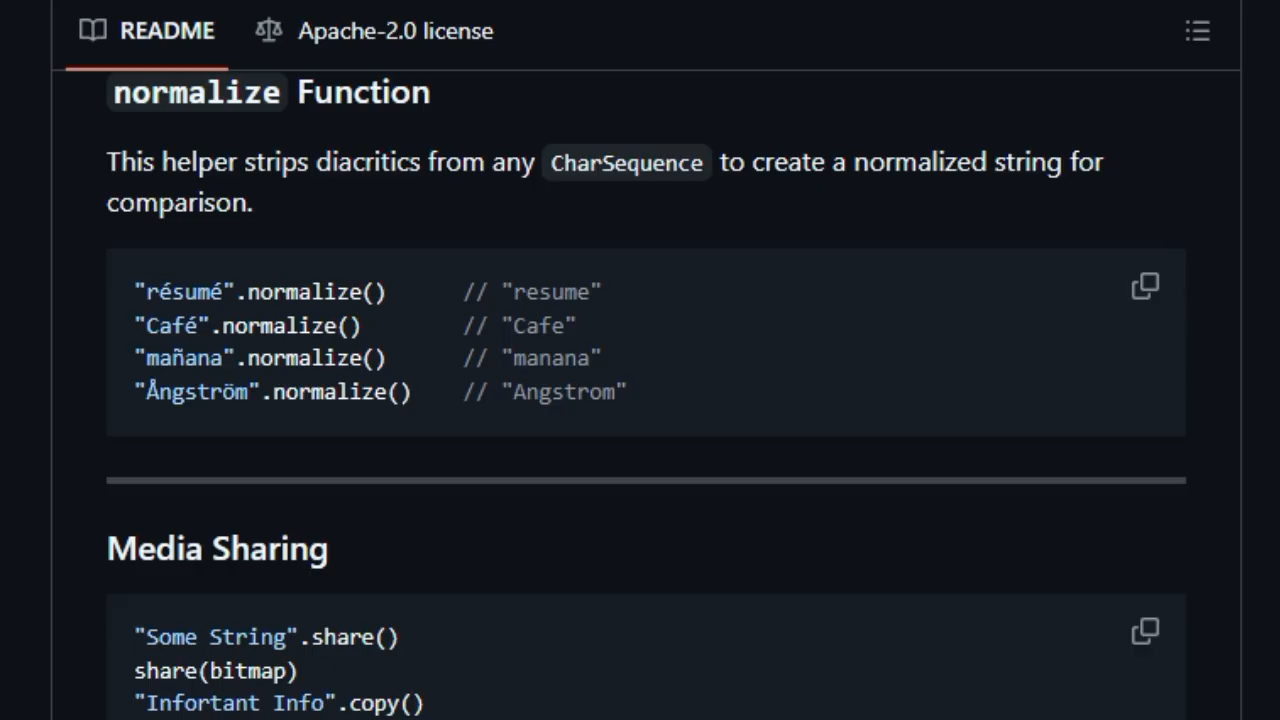 README Apache-2.0 license
normalize Function
This helper strips diacritics from any CharSequence to create a normalized string for
comparison.
"résumé".normalize() // "resume"
"Café".normalize() // "Cafe"
"mañana".normalize() // "manana"
"Ångström".normalize() // "Angstrom"
Media Sharing
"Some String".share()
share(bitmap)
"Infortant Info".copy()